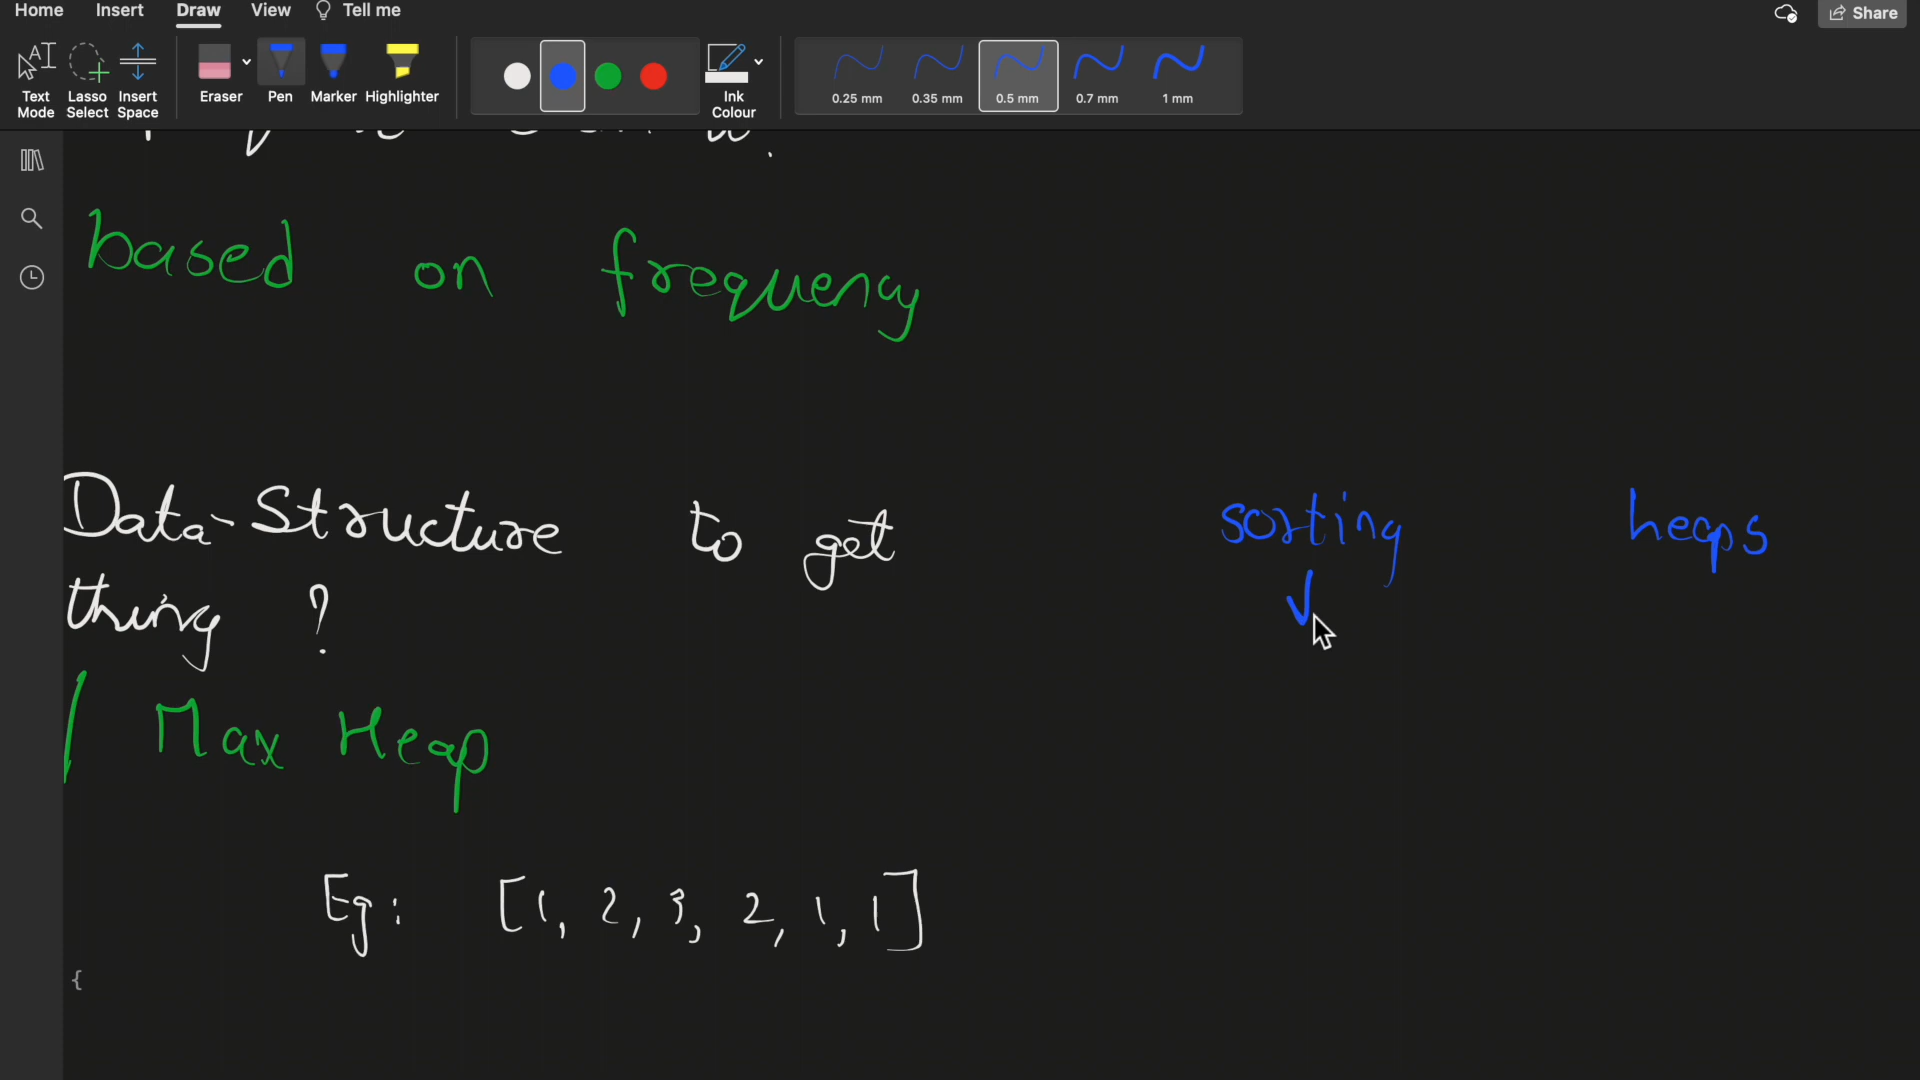 Home Insert Draw View Tell me Share
Text Mode Lasso Select Insert Space Eraser Pen Marker Highlighter Ink Colour 0.25 mm 0.35 mm 0.5 mm 0.7 mm 1 mm
based on frequency
Data-Structure to get sorting heaps
thing ?
/ Max Heap
Eg: [1, 2, 3, 2, 1, 1]
{